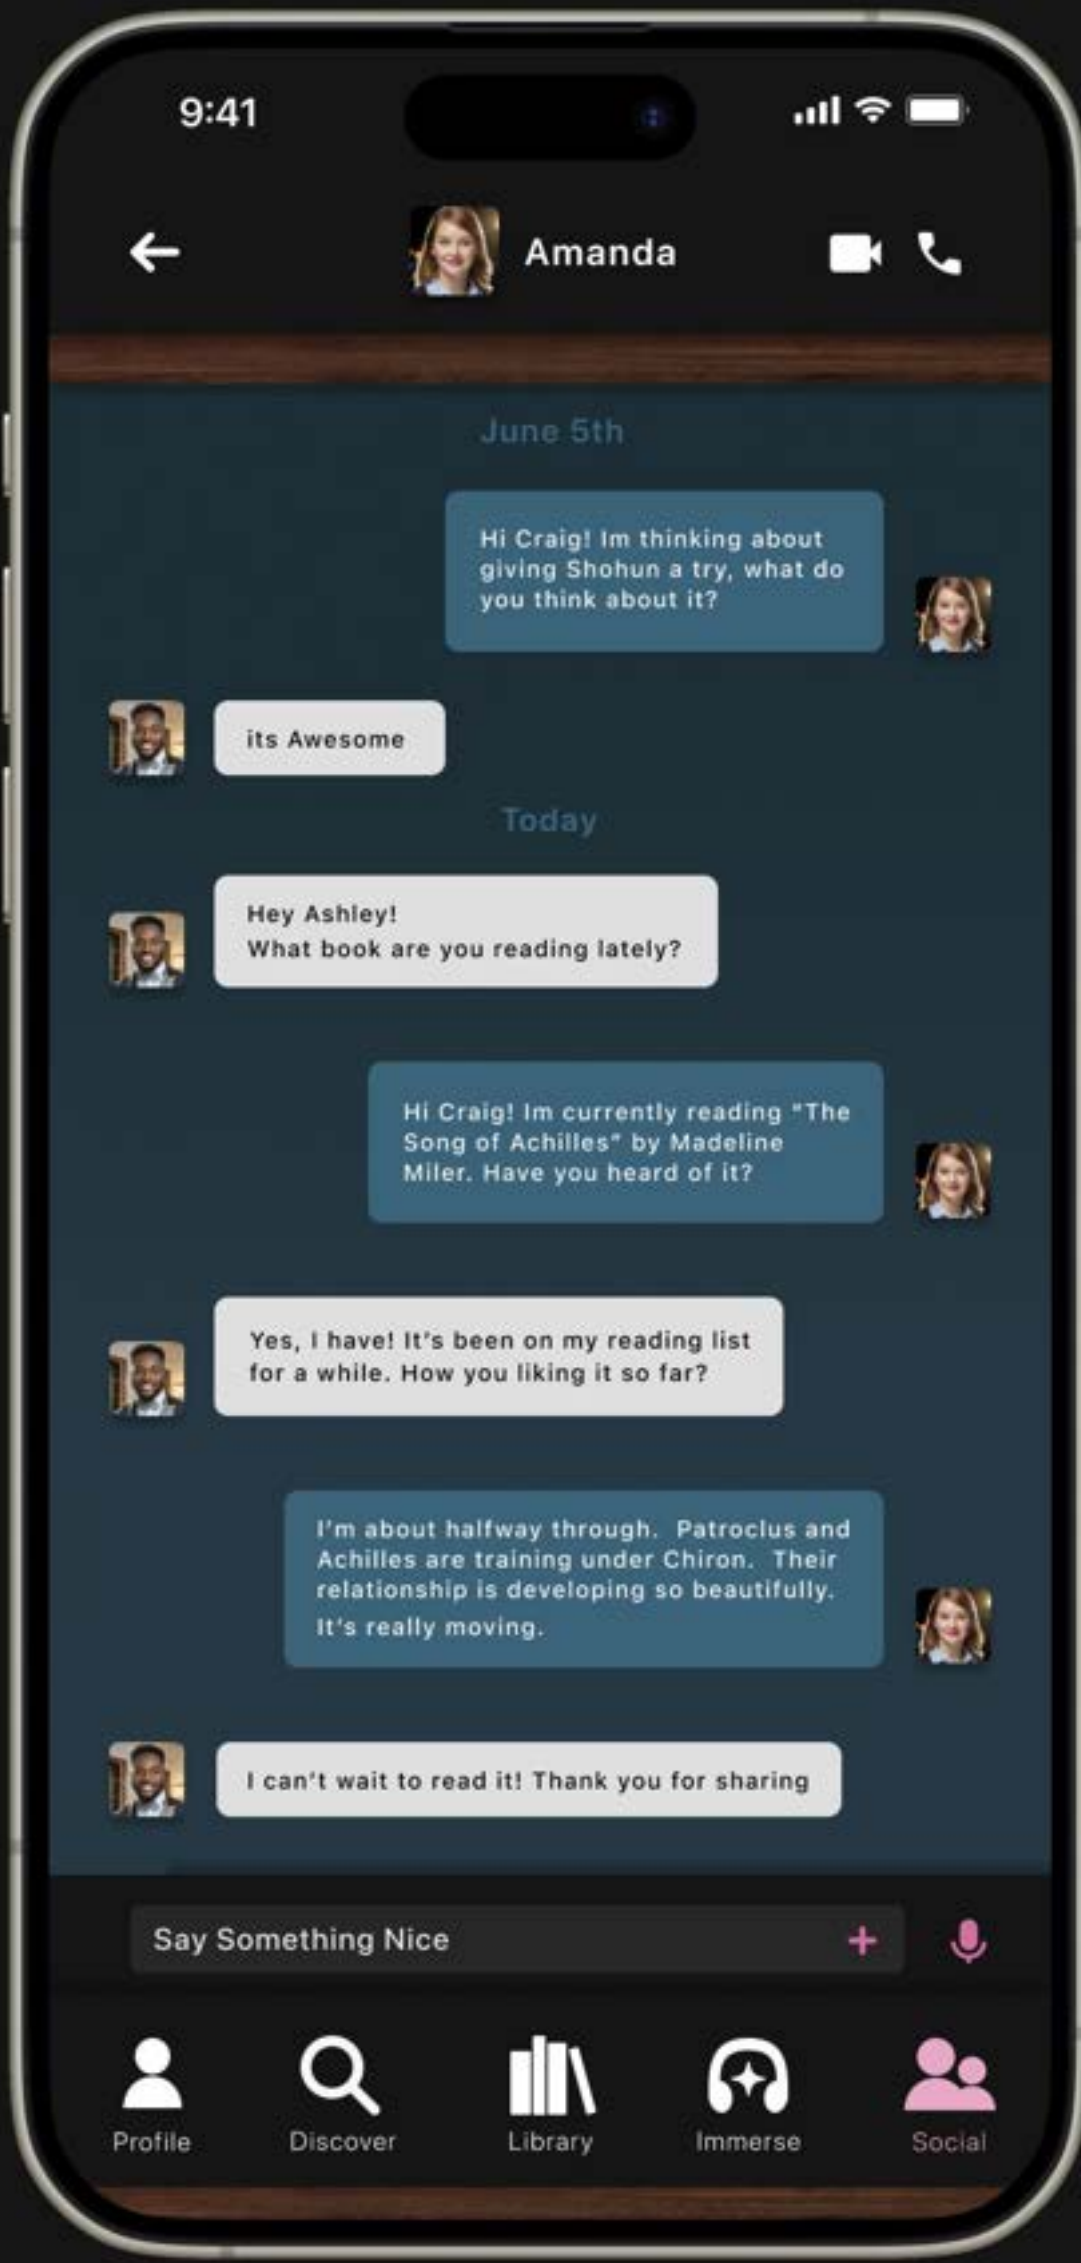 9:41
Amanda
June 5th
Hi Craig! Im thinking about
giving Shohun a try, what do
you think about it?
its Awesome
Today
Hey Ashley!
What book are you reading lately?
Hi Craig! Im currently reading "The
Song of Achilles" by Madeline
Miler. Have you heard of it?
Yes, I have! It's been on my reading list
for a while. How you liking it so far?
I'm about halfway through.  Patroclus and
Achilles are training under Chiron.  Their
relationship is developing so beautifully.
It's really moving.
I can't wait to read it! Thank you for sharing
Say Something Nice
Profile
Discover
Library
Immerse
Social